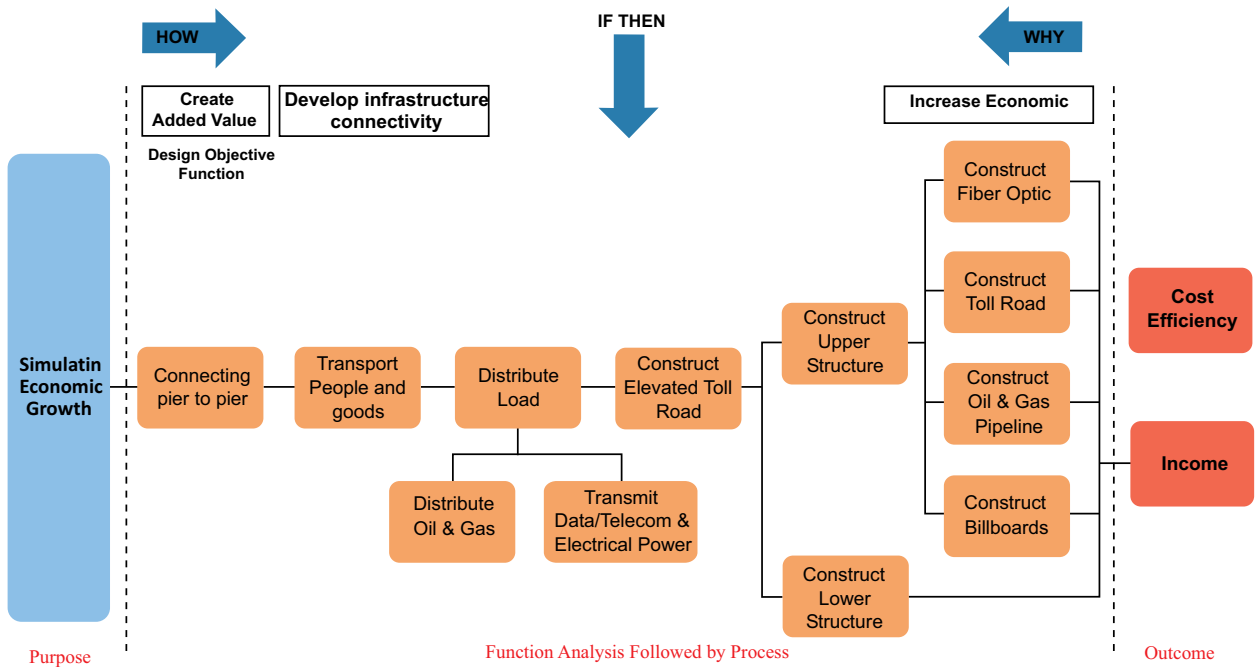 HOW
IF THEN
WHY
Create
Added Value
Develop infrastructure
connectivity
Increase Economic
Design Objective
Function
Simulatin
Economic
Growth
Connecting
pier to pier
Transport
People and
goods
Distribute
Load
Construct
Elevated Toll
Road
Distribute
Oil & Gas
Transmit
Data/Telecom &
Electrical Power
Construct
Upper
Structure
Construct
Lower
Structure
Construct
Fiber Optic
Construct
Toll Road
Construct
Oil & Gas
Pipeline
Construct
Billboards
Cost
Efficiency
Income
Purpose
Function Analysis Followed by Process
Outcome